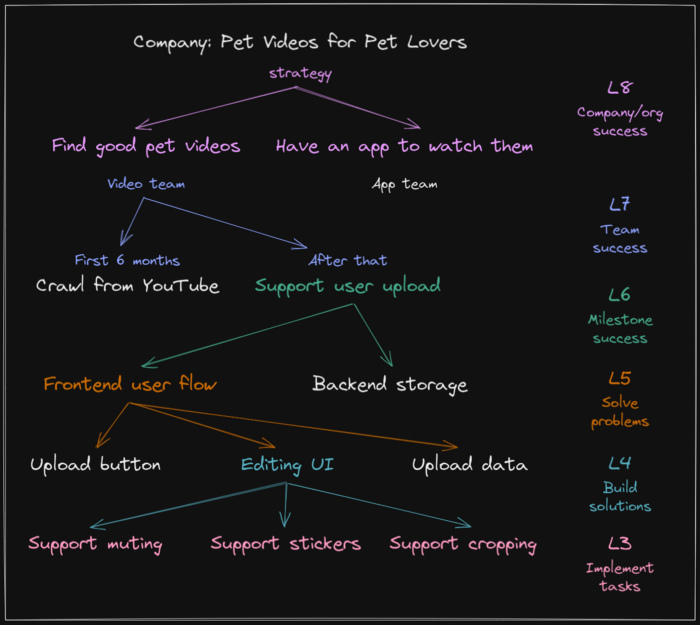 Company: Pet Videos for Pet Lovers
strategy
L8
Company/org
success
Find good pet videos
Have an app to watch them
Video team
App team
L7
Team
success
First 6 months
After that
Crawl from YouTube
Support user upload
L6
Milestone
success
Frontend user flow
Backend storage
L5
Solve
problems
Upload button
Editing UI
Upload data
L4
Build
solutions
Support muting
Support stickers
Support cropping
L3
Implement
tasks